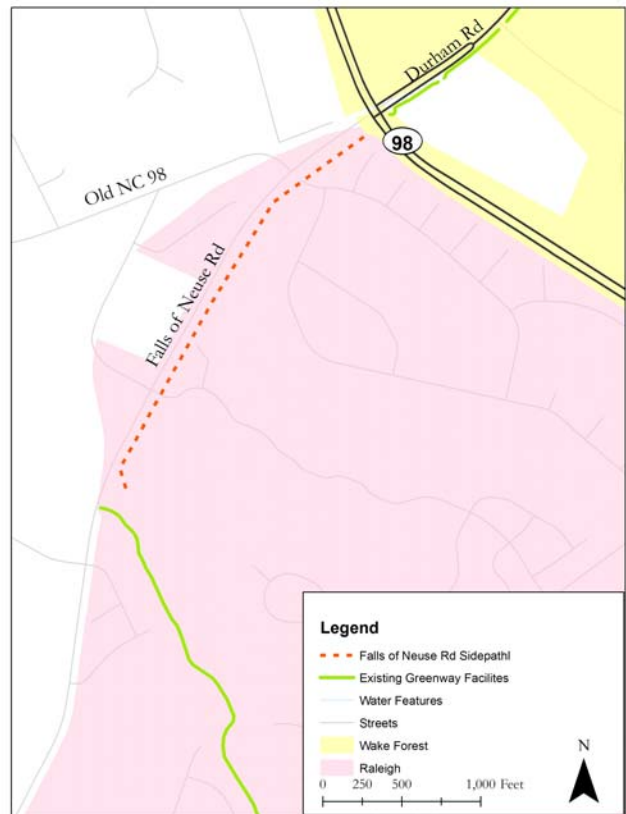 Durham Rd
98
Old NC 98
Falls of Neuse Rd
Legend
Falls of Neuse Rd Sidepathl
Existing Greenway Facilites
Water Features
Streets
Wake Forest
Raleigh
N
0 250 500 1,000 Feet